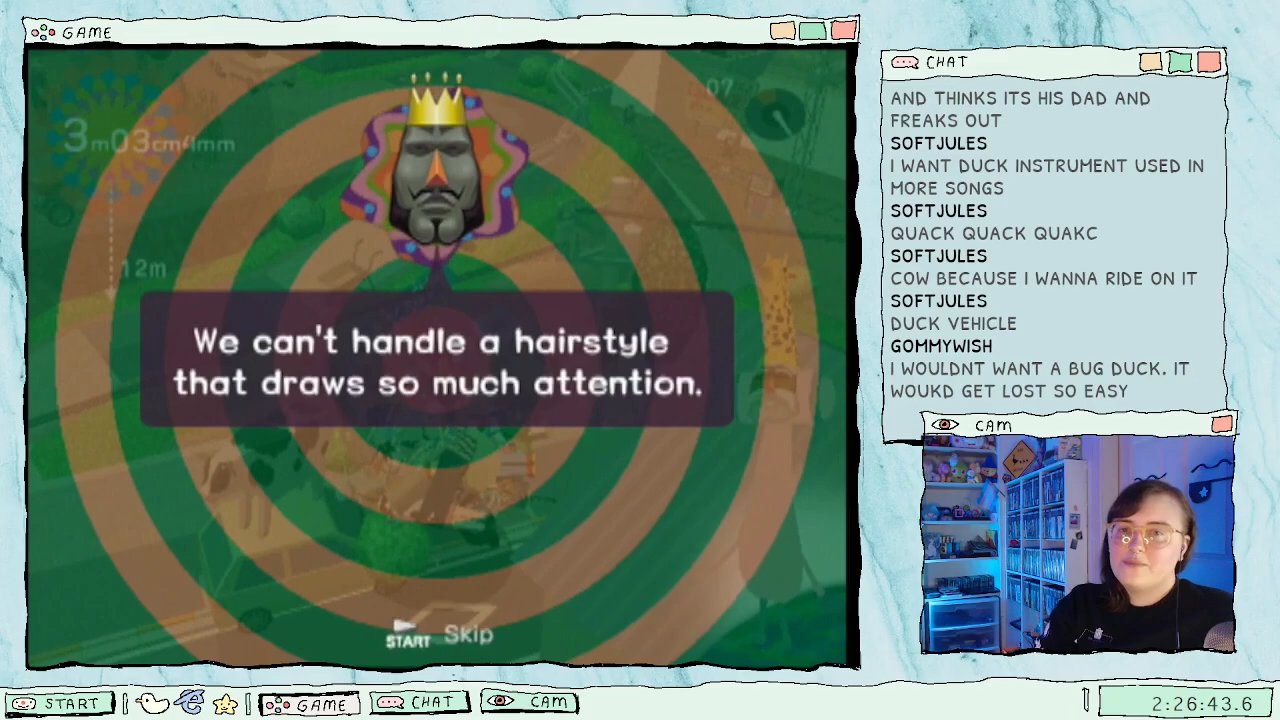 GAME
3m03cm4mm
12m
07
We can't handle a hairstyle
that draws so much attention.
START Skip
CHAT
AND THINKS ITS HIS DAD AND
FREAKS OUT
SOFTJULES
I WANT DUCK INSTRUMENT USED IN
MORE SONGS
SOFTJULES
QUACK QUACK QUAKC
SOFTJULES
COW BECAUSE I WANNA RIDE ON IT
SOFTJULES
DUCK VEHICLE
GOMMYWISH
I WOULDNT WANT A BUG DUCK. IT
WOUKD GET LOST SO EASY
CAM
START GAME CHAT CAM 2:26:43.6